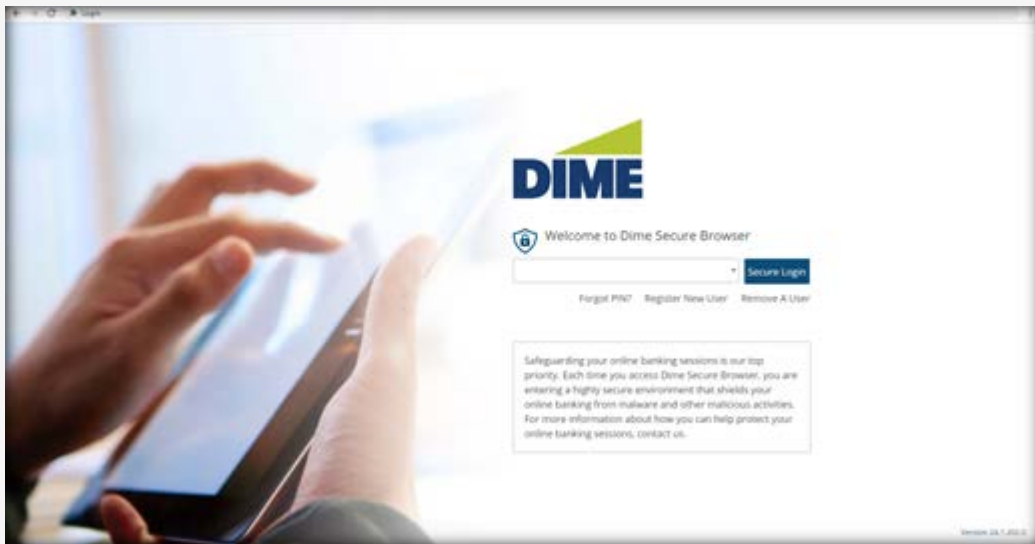 Login
DIME
Welcome to Dime Secure Browser
Secure Login
Forgot PIN? Register New User Remove A User
Safeguarding your online banking sessions is our top
priority. Each time you access Dime Secure Browser, you are
entering a highly secure environment that shields your
online banking from malware and other malicious activities.
For more information about how you can help protect your
online banking sessions, contact us.
Version